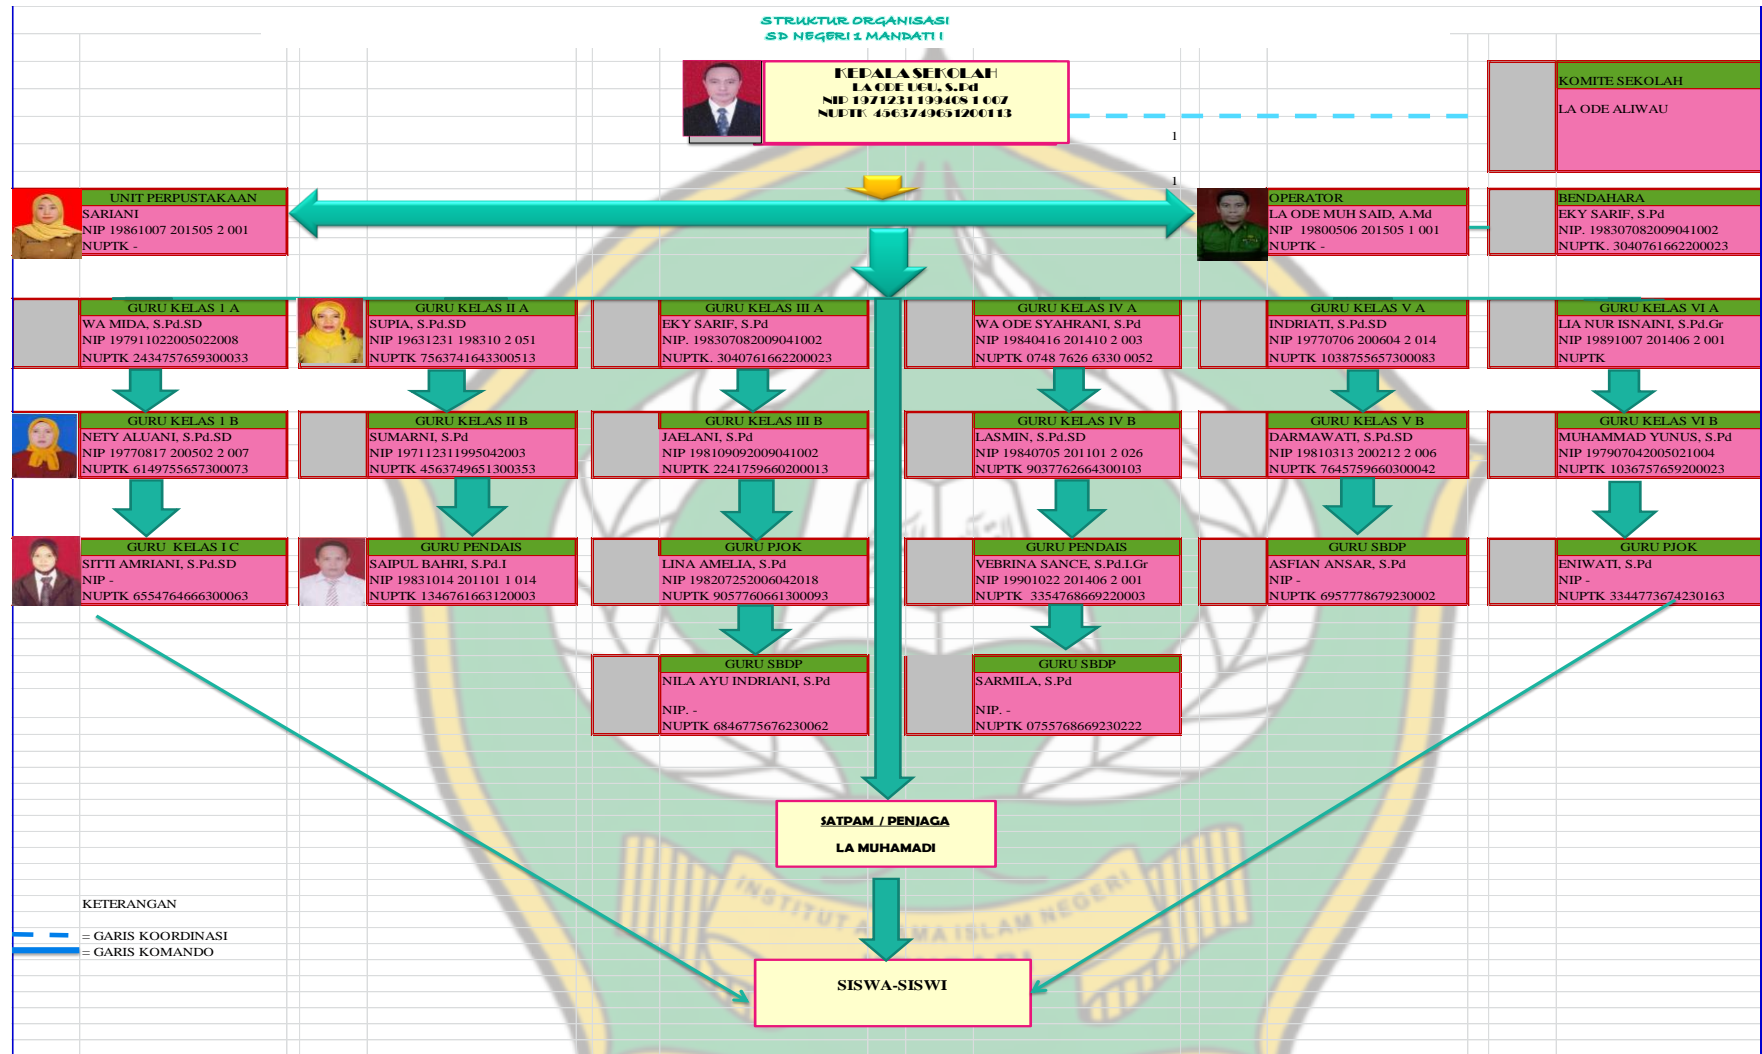 STRUKTUR ORGANISASI
SD NEGERI 1 MANDATI I
KEPALA SEKOLAH
LA ODE UGU, S.Pd
NIP 1971231 199408 1 007
NUPTK 4563749651200113
KOMITE SEKOLAH
LA ODE ALIWAU
1
1
UNIT PERPUSTAKAAN
SARIANI
NIP 19861007 201505 2 001
NUPTK -
OPERATOR
LA ODE MUH SAID, A.Md
NIP 19800506 201505 1 001
NUPTK -
BENDAHARA
EKY SARIF, S.Pd
NIP. 198307082009041002
NUPTK. 3040761662200023
GURU KELAS 1 A
WA MIDA, S.Pd.SD
NIP 197911022005022008
NUPTK 2434757659300033
GURU KELAS II A
SUPIA, S.Pd.SD
NIP 19631231 198310 2 051
NUPTK 7563741643300513
GURU KELAS III A
EKY SARIF, S.Pd
NIP. 198307082009041002
NUPTK. 3040761662200023
GURU KELAS IV A
WA ODE SYAHRANI, S.Pd
NIP 19840416 201410 2 003
NUPTK 0748 7626 6330 0052
GURU KELAS V A
INDRIATI, S.Pd.SD
NIP 19770706 200604 2 014
NUPTK 1038755657300083
GURU KELAS VI A
LIA NUR ISNAINI, S.Pd.Gr
NIP 19891007 201406 2 001
NUPTK
GURU KELAS 1 B
NETY ALUANI, S.Pd.SD
NIP 19770817 200502 2 007
NUPTK 6149755657300073
GURU KELAS II B
SUMARNI, S.Pd
NIP 197112311995042003
NUPTK 4563749651300353
GURU KELAS III B
JAELANI, S.Pd
NIP 198109092009041002
NUPTK 2241759660200013
GURU KELAS IV B
LASMIN, S.Pd.SD
NIP 19840705 201101 2 026
NUPTK 9037762664300103
GURU KELAS V B
DARMAWATI, S.Pd.SD
NIP 19810313 200212 2 006
NUPTK 7645759660300042
GURU KELAS VI B
MUHAMMAD YUNUS, S.Pd
NIP 197907042005021004
NUPTK 1036757659200023
GURU KELAS I C
SITTI AMRIANI, S.Pd.SD
NIP -
NUPTK 6554764666300063
GURU PENDAIS
SAIPUL BAHRI, S.Pd.I
NIP 19831014 201101 1 014
NUPTK 1346761663120003
GURU PJOK
LINA AMELIA, S.Pd
NIP 198207252006042018
NUPTK 9057760661300093
GURU PENDAIS
VEBRINA SANCE, S.Pd.I.Gr
NIP 19901022 201406 2 001
NUPTK 3354768669220003
GURU SBDP
ASFIAN ANSAR, S.Pd
NIP -
NUPTK 6957778679230002
GURU PJOK
ENIWATI, S.Pd
NIP -
NUPTK 3344773674230163
GURU SBDP
NILA AYU INDRIANI, S.Pd
NIP. -
NUPTK 6846775676230062
GURU SBDP
SARMILA, S.Pd
NIP. -
NUPTK 0755768669230222
SATPAM / PENJAGA
LA MUHAMADI
INSTITUT AGAMA ISLAM NEGERI
KETERANGAN
= GARIS KOORDINASI
= GARIS KOMANDO
SISWA-SISWI